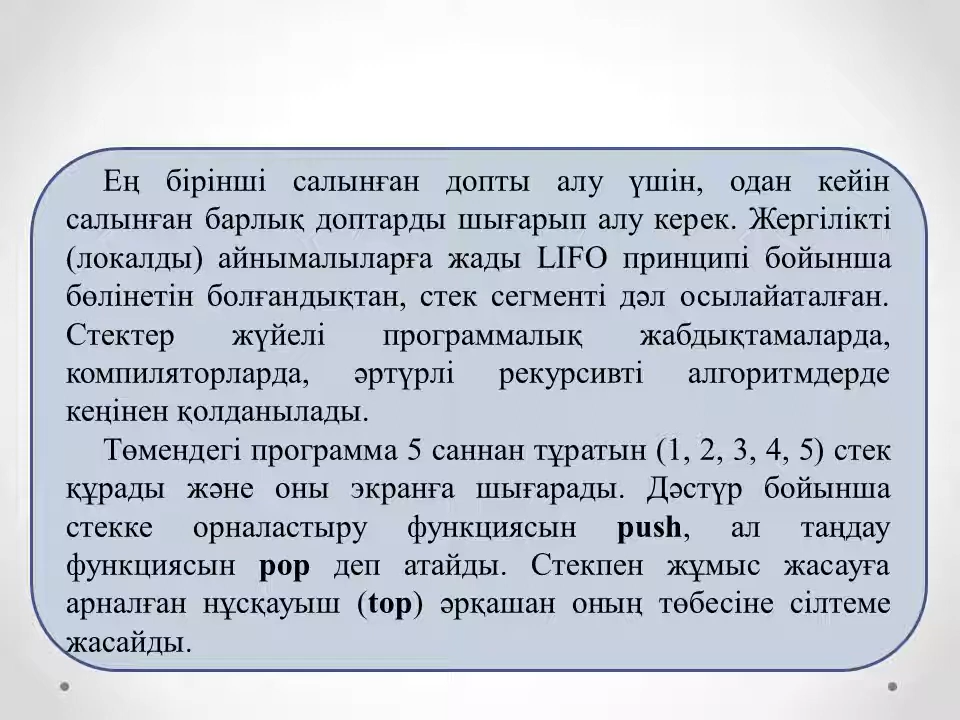 Ең бірінші салынған допты алу үшін, одан кейін
салынған барлық доптарды шығарып алу керек. Жергілікті
(локалды) айнымалыларға жады LIFO принципі бойынша
бөлінетін болғандықтан, стек сегменті дәл осылайаталған.
Стектер жүйелі программалық жабдықтамаларда,
компиляторларда, әртүрлі рекурсивті алгоритмдерде
кеңінен қолданылады.
Төмендегі программа 5 саннан тұратын (1, 2, 3, 4, 5) стек
құрады және оны экранға шығарады. Дәстүр бойынша
стекке орналастыру функциясын push, ал таңдау
функциясын pop деп атайды. Стекпен жұмыс жасауға
арналған нұсқауыш (top) әрқашан оның төбесіне сілтеме
жасайды.